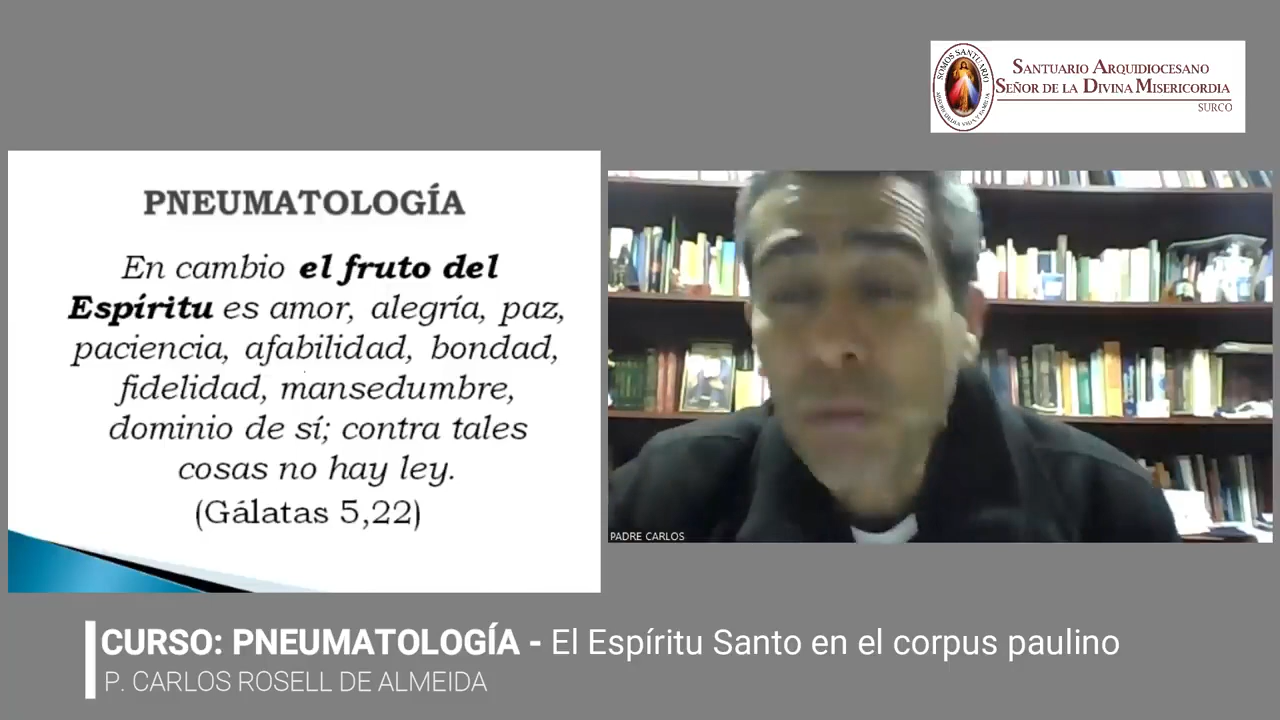 SOMOS SANTUARIO
SANTUARIO ARQUIDIOCESANO
SEÑOR DE LA DIVINA MISERICORDIA
SURCO
PNEUMATOLOGÍA
En cambio el fruto del
Espíritu es amor, alegría, paz,
paciencia, afabilidad, bondad,
fidelidad, mansedumbre,
dominio de sí; contra tales
cosas no hay ley.
(Gálatas 5,22)
PADRE CARLOS
CURSO: PNEUMATOLOGÍA - El Espíritu Santo en el corpus paulino
P. CARLOS ROSELL DE ALMEIDA